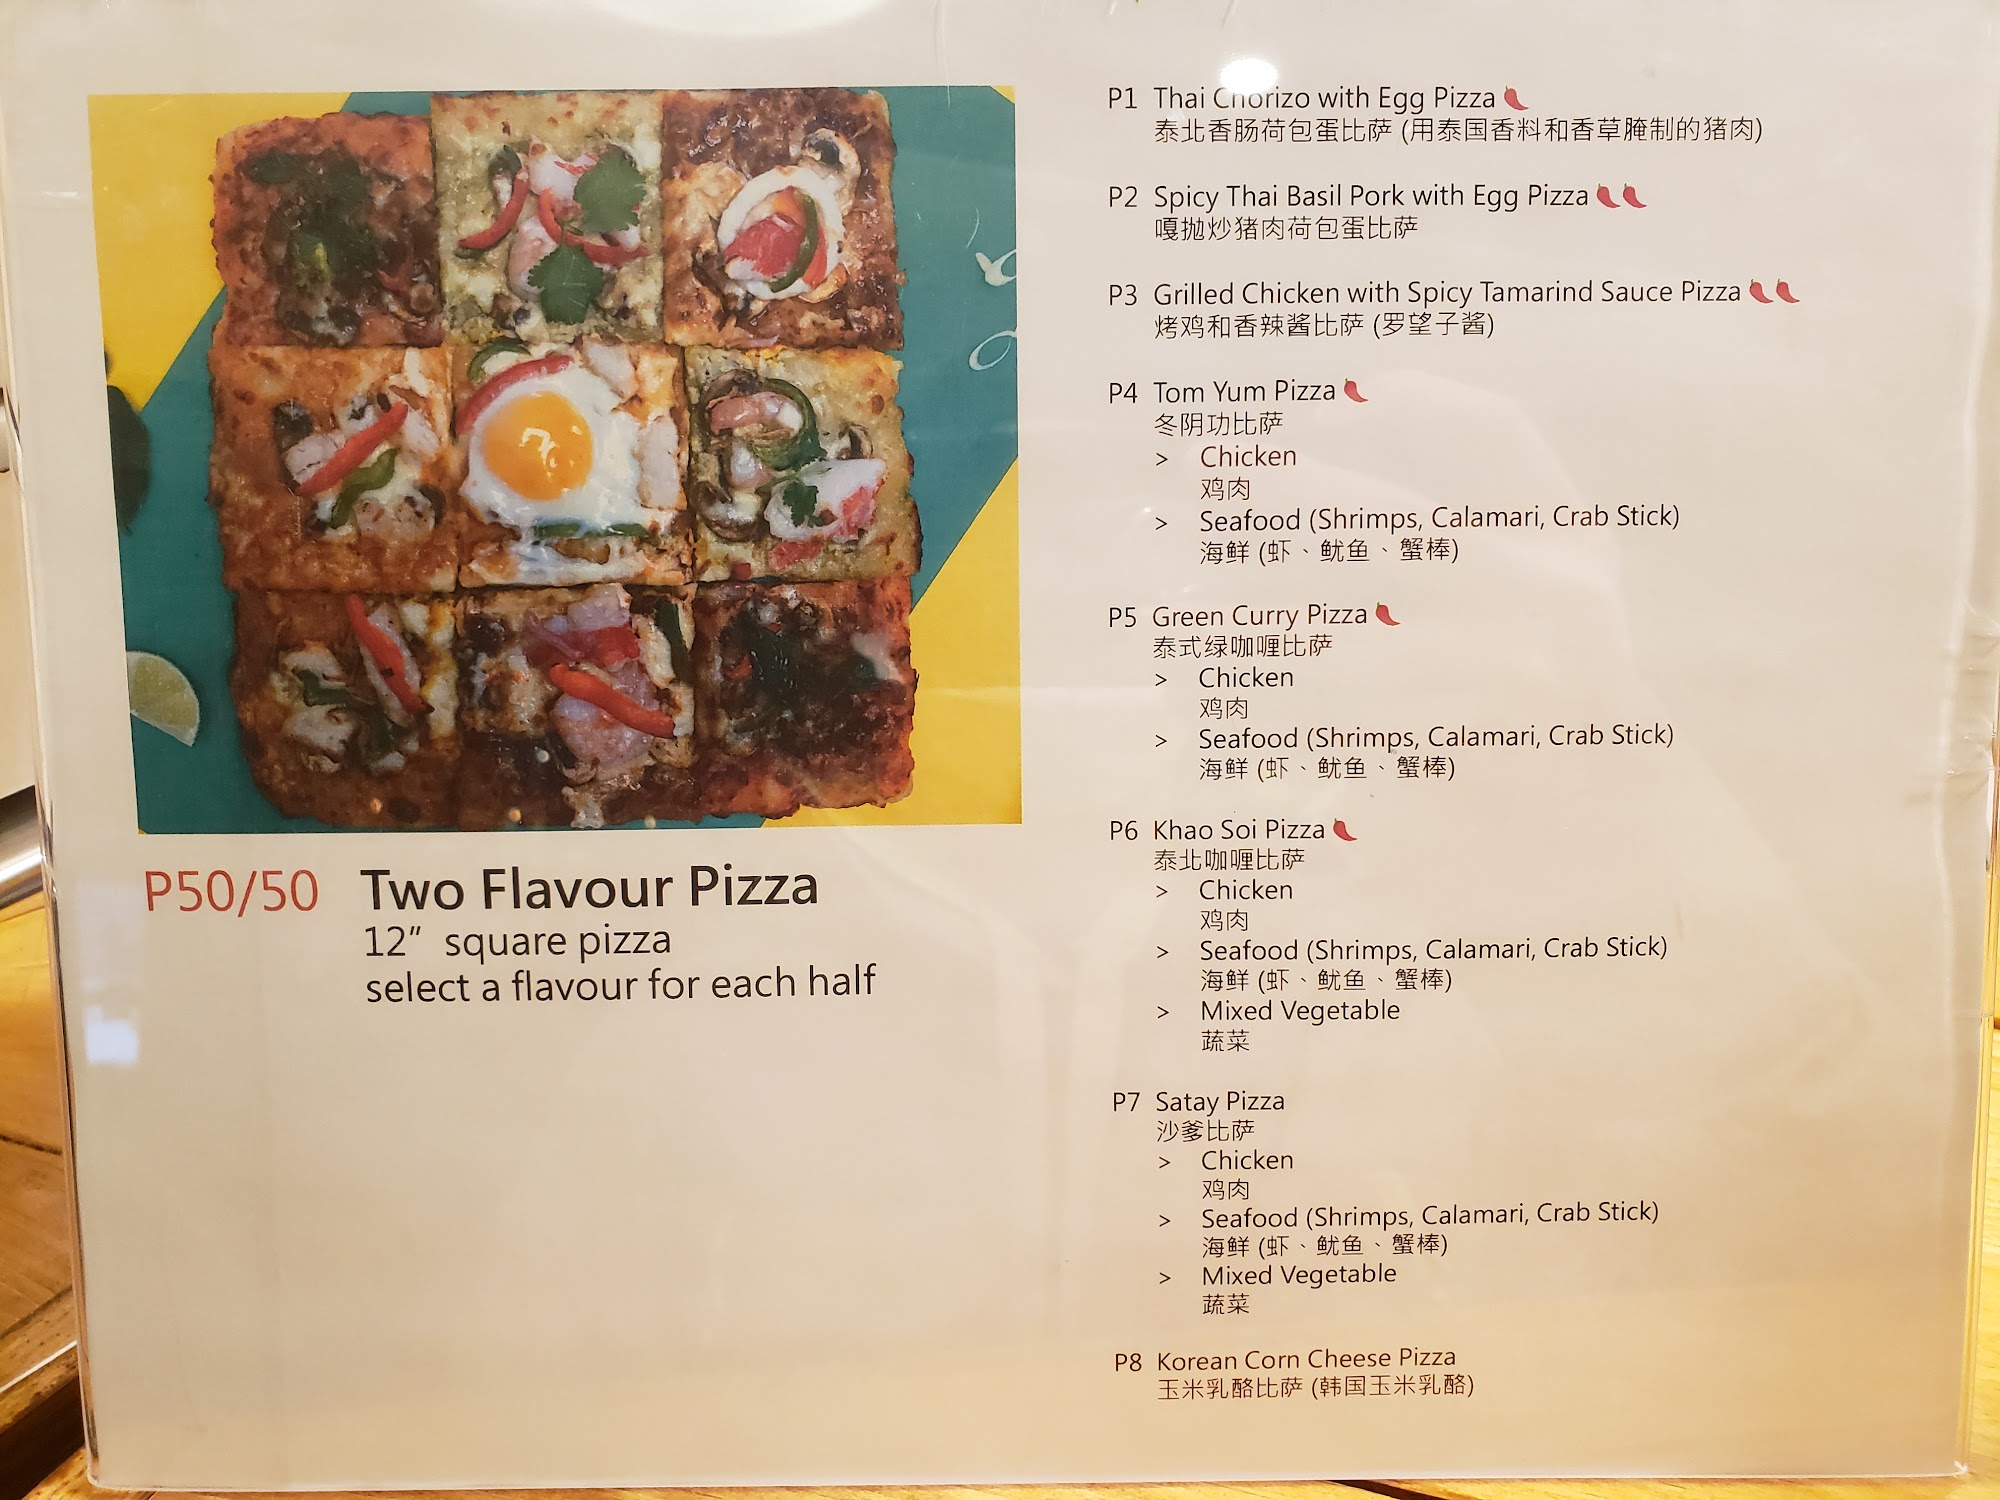 P50/50 Two Flavour Pizza
12" square pizza
select a flavour for each half
P1 Thai Chorizo with Egg Pizza
泰北香肠荷包蛋比萨 (用泰国香料和香草腌制的猪肉)
P2 Spicy Thai Basil Pork with Egg Pizza
嘎抛炒猪肉荷包蛋比萨
P3 Grilled Chicken with Spicy Tamarind Sauce Pizza
烤鸡和香辣酱比萨 (罗望子酱)
P4 Tom Yum Pizza
冬阴功比萨
> Chicken
鸡肉
> Seafood (Shrimps, Calamari, Crab Stick)
海鲜 (虾、鱿鱼、蟹棒)
P5 Green Curry Pizza
泰式绿咖喱比萨
> Chicken
鸡肉
> Seafood (Shrimps, Calamari, Crab Stick)
海鲜 (虾、鱿鱼、蟹棒)
P6 Khao Soi Pizza
泰北咖喱比萨
> Chicken
鸡肉
> Seafood (Shrimps, Calamari, Crab Stick)
海鲜 (虾、鱿鱼、蟹棒)
> Mixed Vegetable
蔬菜
P7 Satay Pizza
沙爹比萨
> Chicken
鸡肉
> Seafood (Shrimps, Calamari, Crab Stick)
海鲜 (虾、鱿鱼、蟹棒)
> Mixed Vegetable
蔬菜
P8 Korean Corn Cheese Pizza
玉米乳酪比萨 (韩国玉米乳酪)